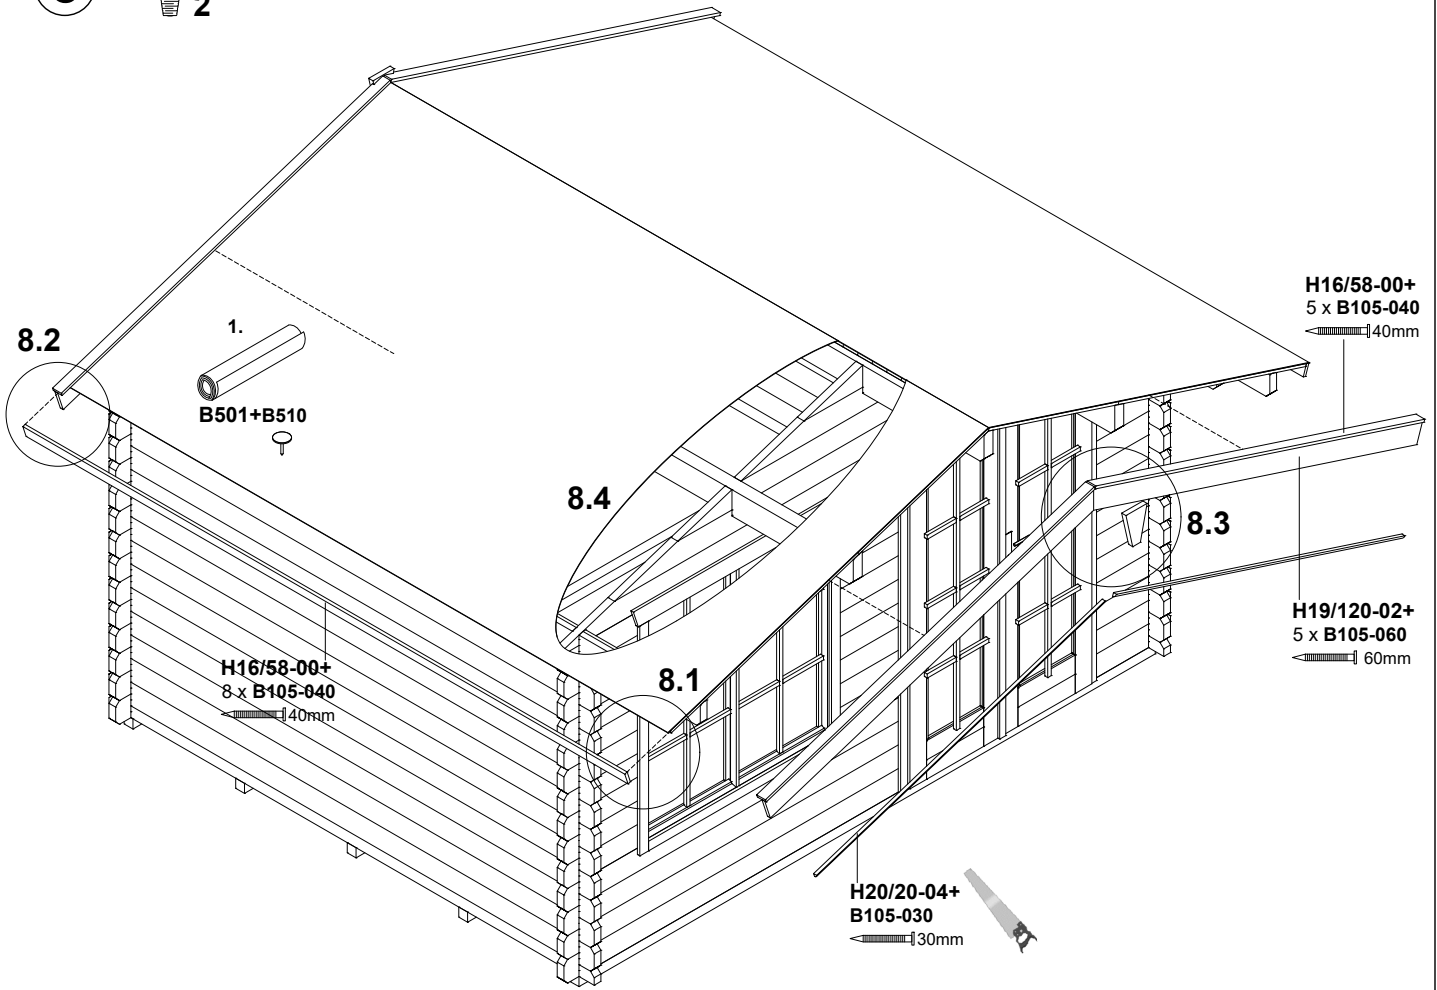 2
H16/58-00+
5 x B105-040
40mm
8.2
1.
B501+B510
8.4
8.3
H19/120-02+
5 x B105-060
60mm
H16/58-00+
8 x B105-040
40mm
8.1
H20/20-04+
B105-030
30mm